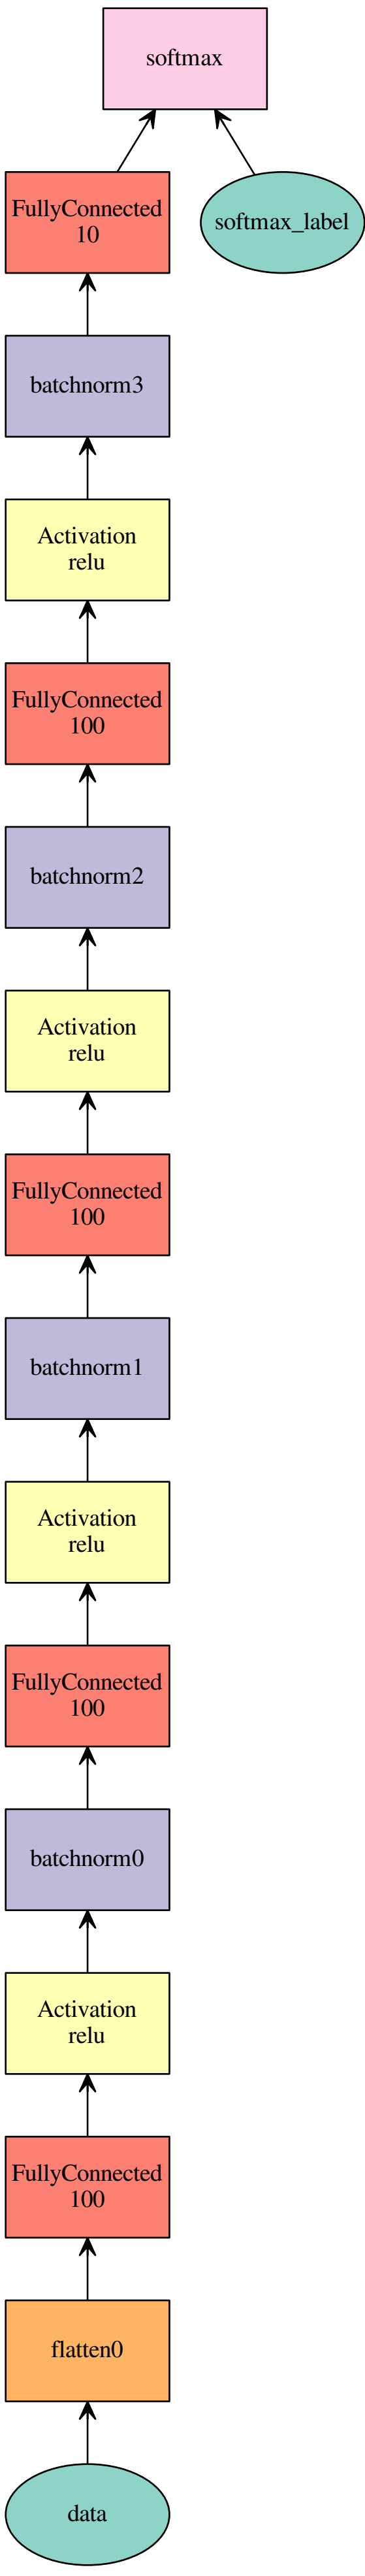 softmax
FullyConnected
10
softmax_label
batchnorm3
Activation
relu
FullyConnected
100
batchnorm2
Activation
relu
FullyConnected
100
batchnorm1
Activation
relu
FullyConnected
100
batchnorm0
Activation
relu
FullyConnected
100
flatten0
data